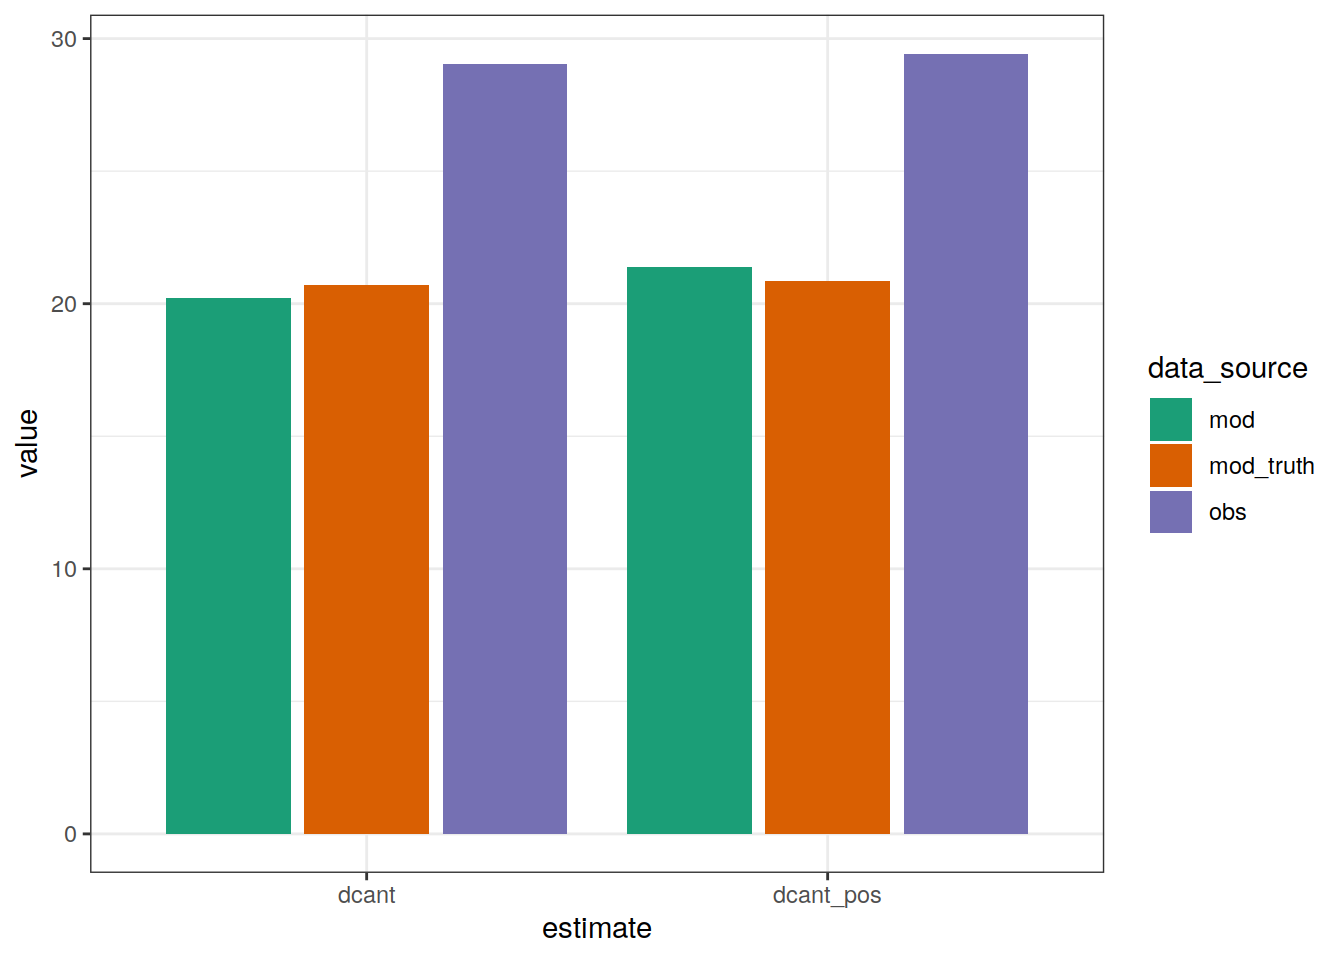 30
20
10
0
value
dcant
dcant_pos
estimate
data_source
mod
mod_truth
obs